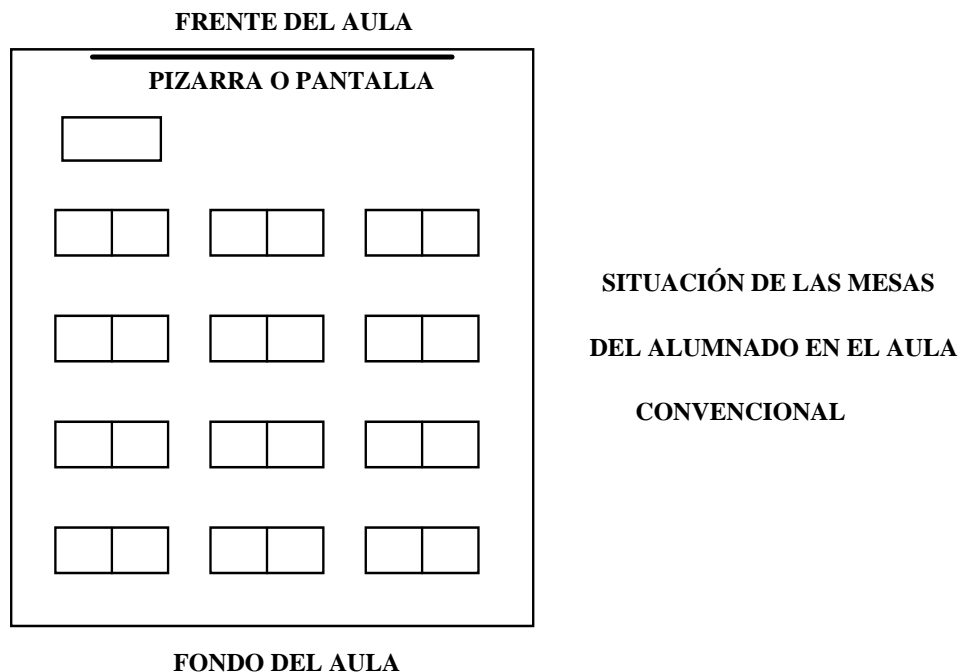 FRENTE DEL AULA
PIZARRA O PANTALLA
SITUACIÓN DE LAS MESAS
DEL ALUMNADO EN EL AULA
CONVENCIONAL
FONDO DEL AULA